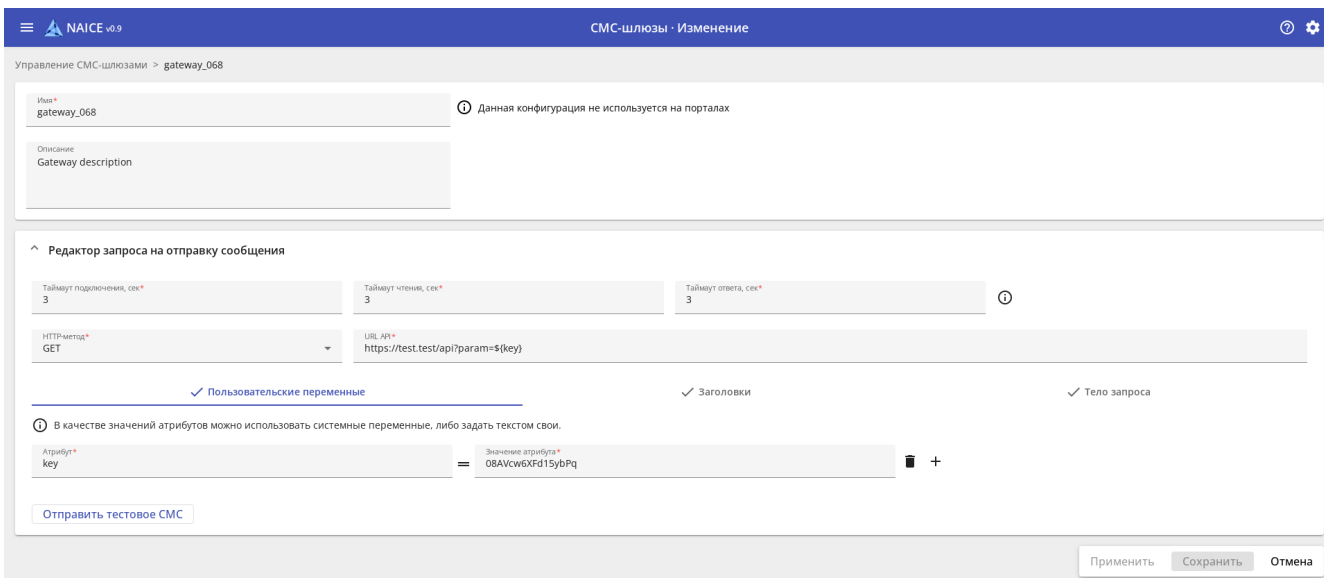 NAICE v0.9
СМС-шлюзы · Изменение
Управление СМС-шлюзами > gateway_068
Имя*
gateway_068
Данная конфигурация не используется на порталах
Описание
Gateway description
Редактор запроса на отправку сообщения
Таймаут подключения, сек* Таймаут чтения, сек* Таймаут ответа, сек*
3 3 3
HTTP-метод* URL API*
GET https://test.test/api?param=${key}
Пользовательские переменные Заголовки Тело запроса
В качестве значений атрибутов можно использовать системные переменные, либо задать текстом свои.
Атрибут* Значение атрибута*
key = 08AVcw6XFd15ybPq
Отправить тестовое СМС
Применить Сохранить Отмена